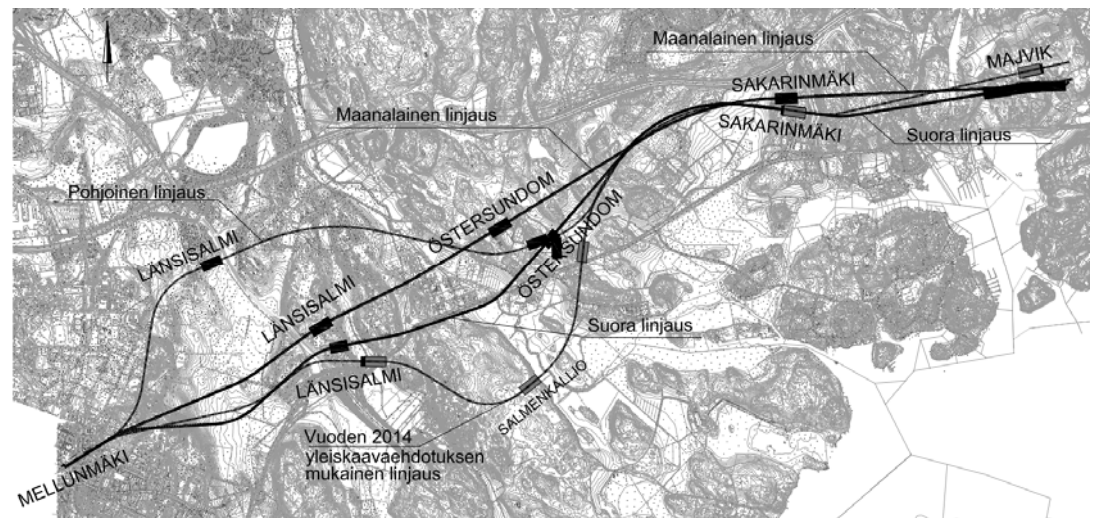 Maanalainen linjaus
MAJVIK
SAKARINMÄKI
Maanalainen linjaus
SAKARINMÄKI
Suora linjaus
Pohjoinen linjaus
ÖSTERSUNDOM
LÄNSISALMI
ÖSTERSUNDOM
LÄNSISALMI
Suora linjaus
LÄNSISALMI
SALMENKALLIO
Vuoden 2014
yleiskaavaehdotuksen
mukainen linjaus
MELLUNMÄKI